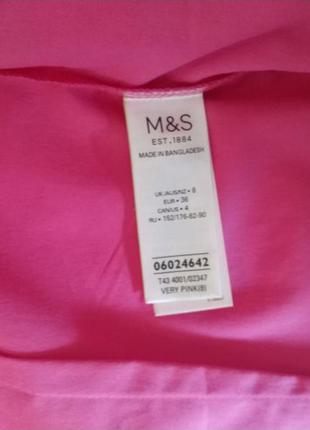 M&S
EST. 1884
MADE IN BANGLADESH
UK /AUS/NZ • 8
EUR • 36
CAN/US • 4
RU • 152/176-82-90
06024642
T43 4001/02347
VERY PINK(8)